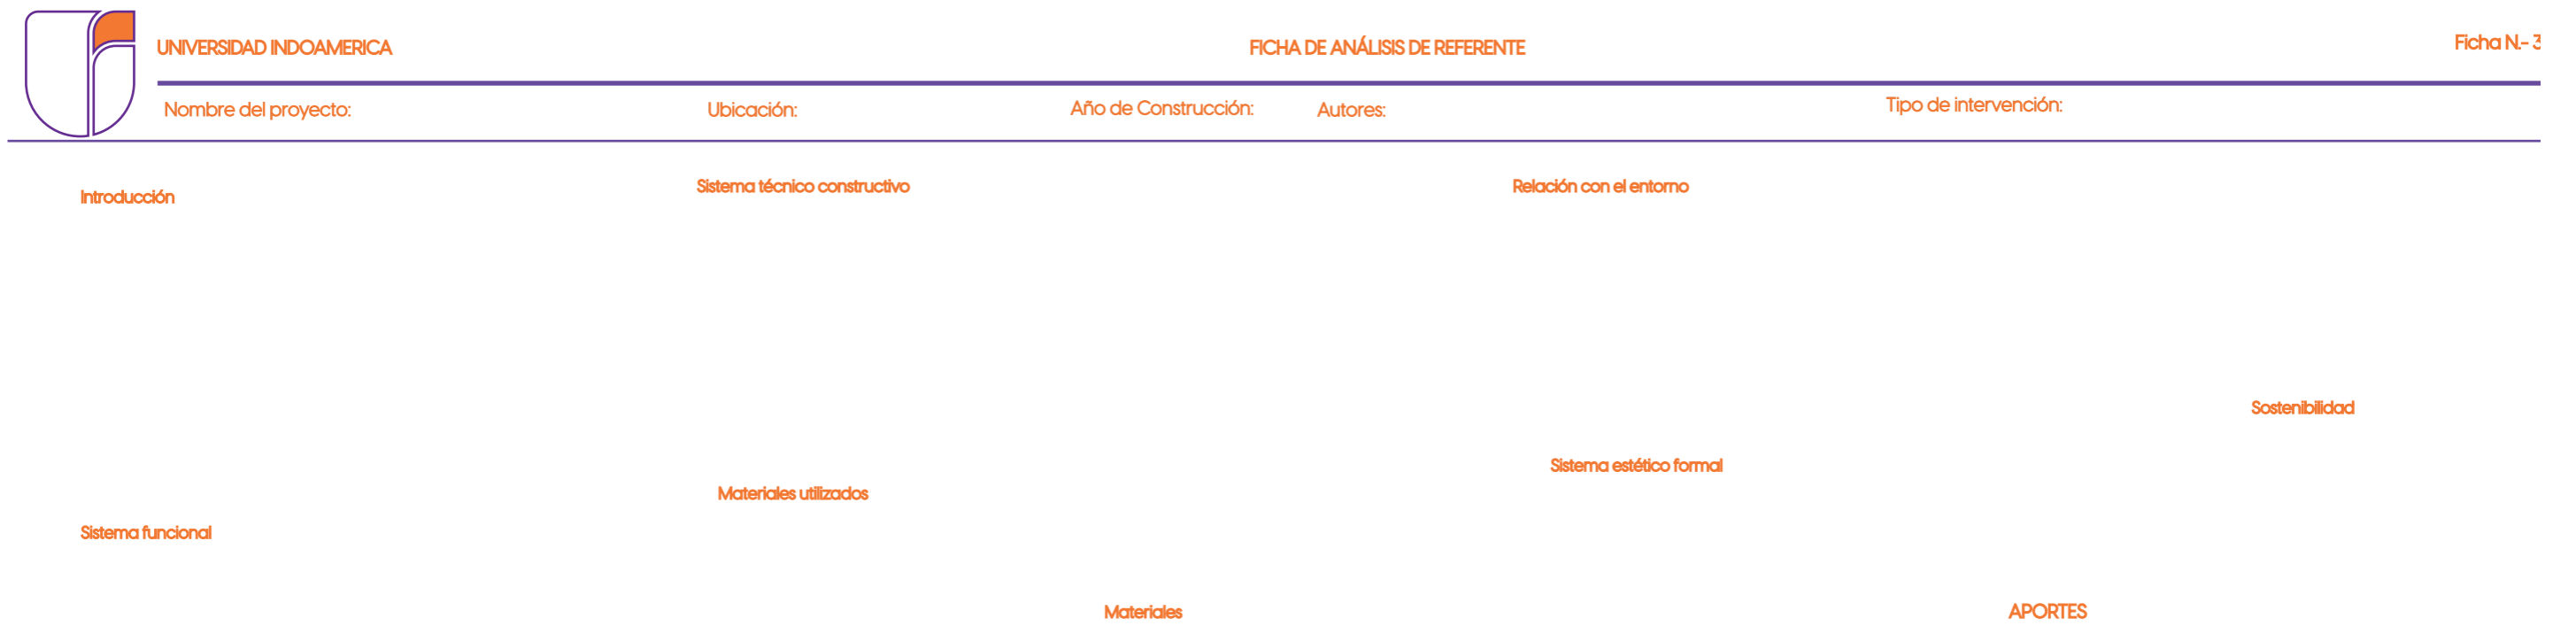 UNIVERSIDAD INDOAMERICA
FICHA DE ANÁLISIS DE REFERENTE
Ficha N.- 3
Nombre del proyecto:
Ubicación:
Año de Construcción:
Autores:
Tipo de intervención:
Introducción
Sistema técnico constructivo
Relación con el entorno
Sostenibilidad
Sistema estético formal
Materiales utilizados
Sistema funcional
Materiales
APORTES